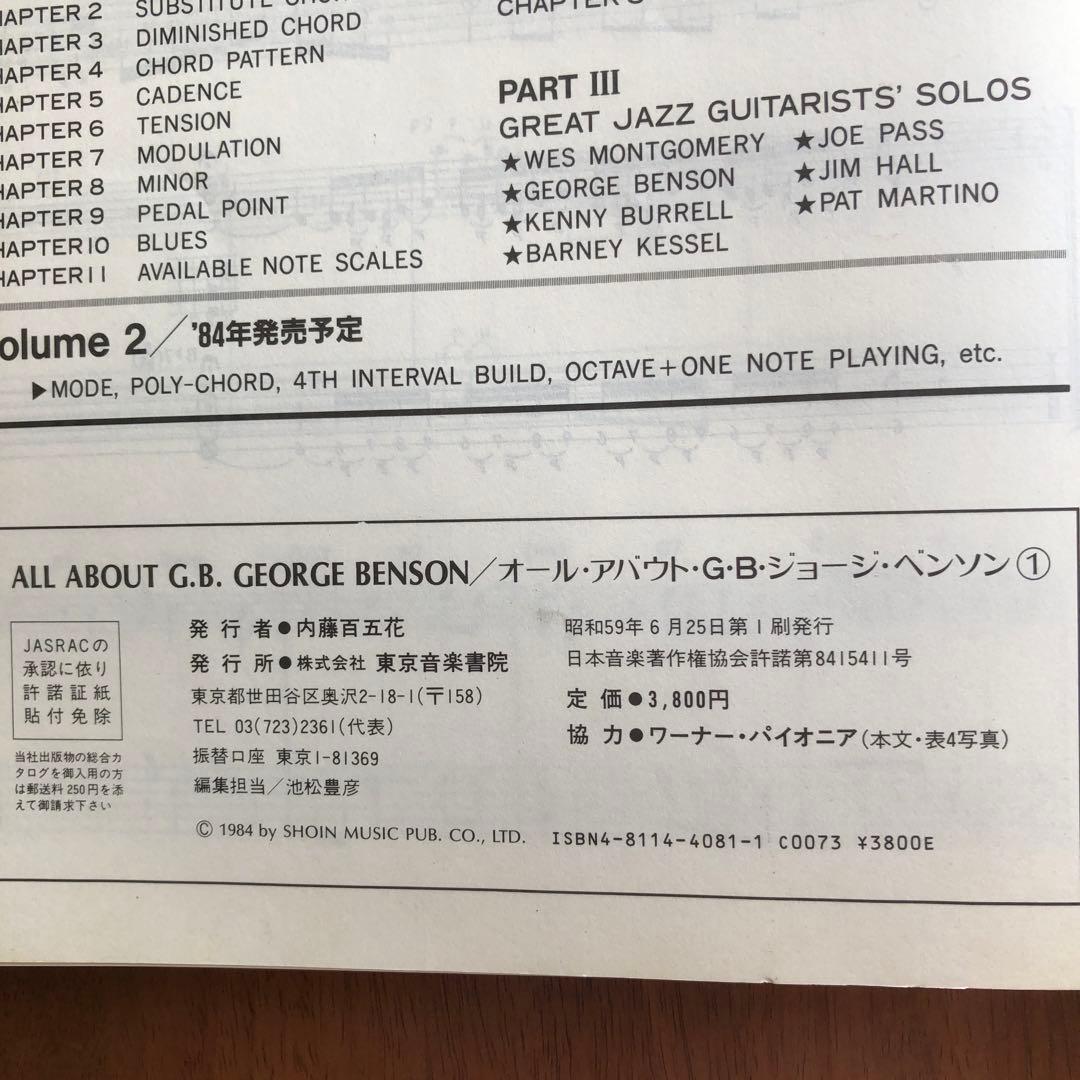 CHAPTER 2 SUBSTITUTE CHORD
CHAPTER 3 DIMINISHED CHORD
CHAPTER 4 CHORD PATTERN
CHAPTER 5 CADENCE
CHAPTER 6 TENSION
CHAPTER 7 MODULATION
CHAPTER 8 MINOR
CHAPTER 9 PEDAL POINT
CHAPTER 10 BLUES
CHAPTER 11 AVAILABLE NOTE SCALES
CHAPTER
PART III
GREAT JAZZ GUITARISTS' SOLOS
★WES MONTGOMERY ★JOE PASS
★GEORGE BENSON ★JIM HALL
★KENNY BURRELL ★PAT MARTINO
★BARNEY KESSEL
olume 2／'84年発売予定
▶MODE, POLY-CHORD, 4TH INTERVAL BUILD, OCTAVE+ONE NOTE PLAYING, etc.
ALL ABOUT G.B. GEORGE BENSON／オール・アバウト・G・B・ジョージ・ベンソン①
JASRACの
承認に依り
許諾証紙
貼付免除
当社出版物の総合カ
タログを御入用の方
は郵送料250円を添
えて御請求下さい
発行者●内藤百五花
発行所●株式会社 東京音楽書院
東京都世田谷区奥沢2-18-1(〒158)
TEL 03(723)2361(代表)
振替口座 東京1-81369
編集担当／池松豊彦
© 1984 by SHOIN MUSIC PUB. CO., LTD.
昭和59年6月25日第1刷発行
日本音楽著作権協会許諾第8415411号
定価●3,800円
協力●ワーナー・パイオニア(本文・表4写真)
ISBN4-8114-4081-1 C0073 ¥3800E